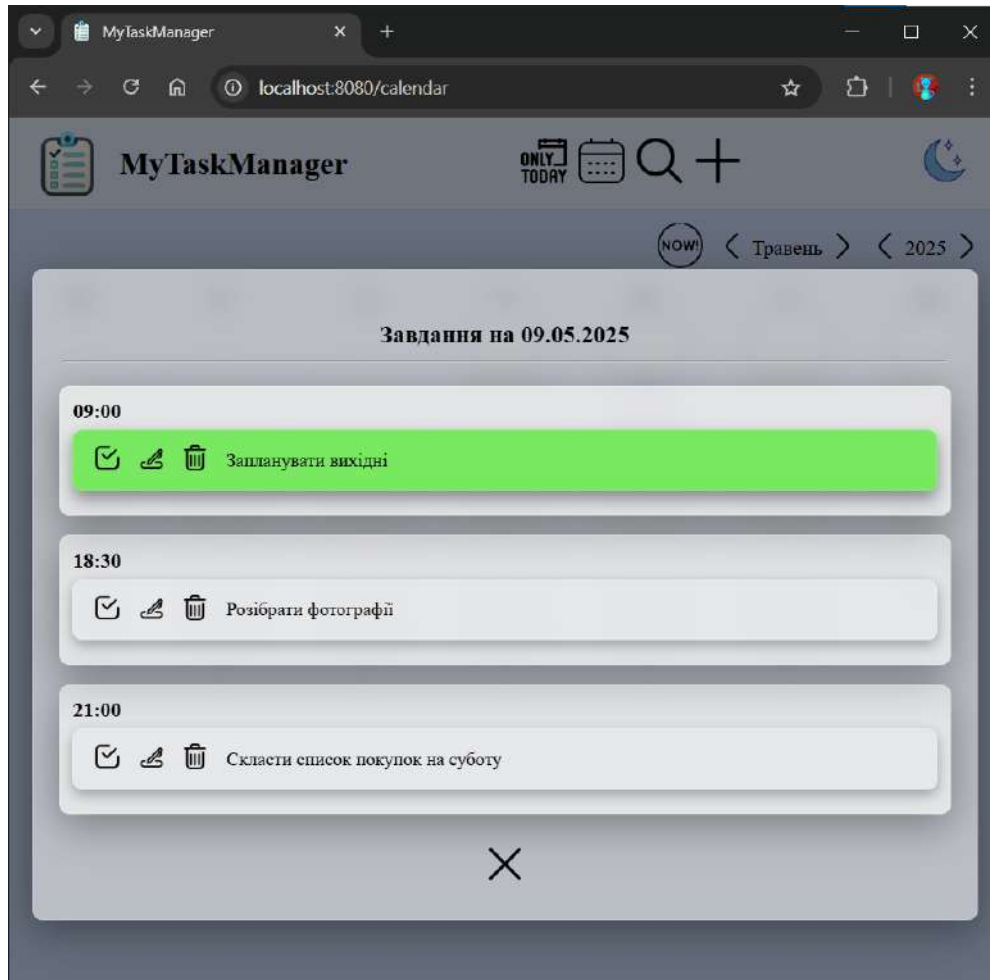 MyTaskManager
localhost:8080/calendar
MyTaskManager
ONLY
TODAY
NOW!
Травень
2025
Завдання на 09.05.2025
09:00
Запланувати вихідні
18:30
Розібрати фотографії
21:00
Скласти список покупок на суботу